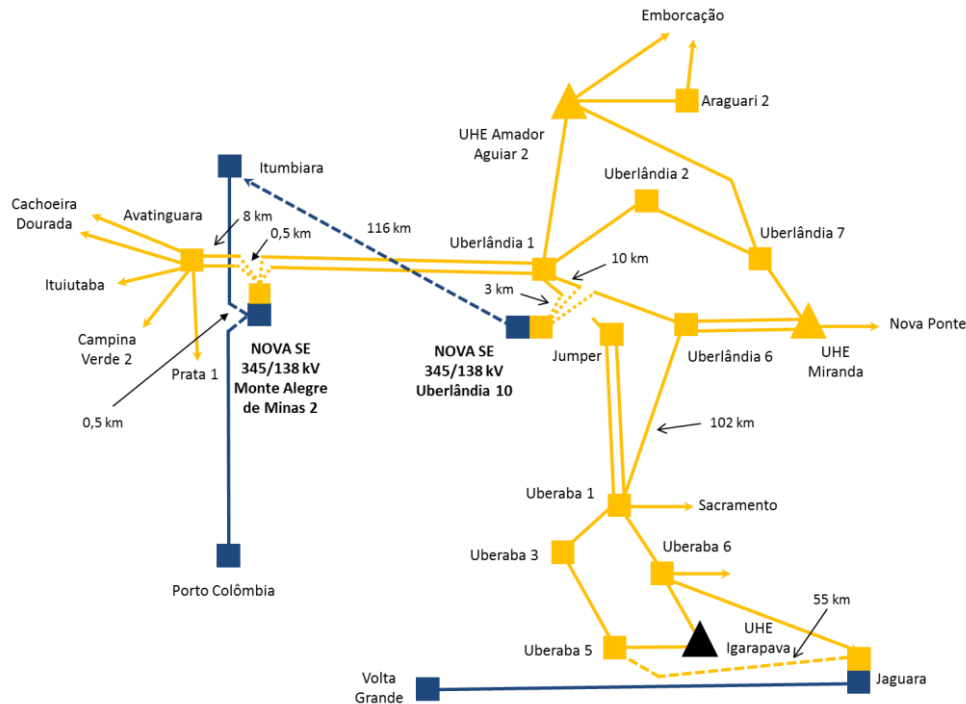 Emborcação
Araguari 2
UHE Amador
Aguiar 2
Itumbiara
Uberlândia 2
Cachoeira
Dourada
Avatinguara
8 km
0,5 km
116 km
Uberlândia 1
10 km
Uberlândia 7
3 km
Ituiutaba
Campina
Verde 2
Prata 1
NOVA SE
345/138 kV
Monte Alegre
de Minas 2
NOVA SE
345/138 kV
Uberlândia 10
Jumper
Uberlândia 6
UHE
Miranda
Nova Ponte
0,5 km
102 km
Uberaba 1
Sacramento
Uberaba 3
Uberaba 6
Porto Colômbia
55 km
Uberaba 5
UHE
Igarapava
Volta
Grande
Jaguara